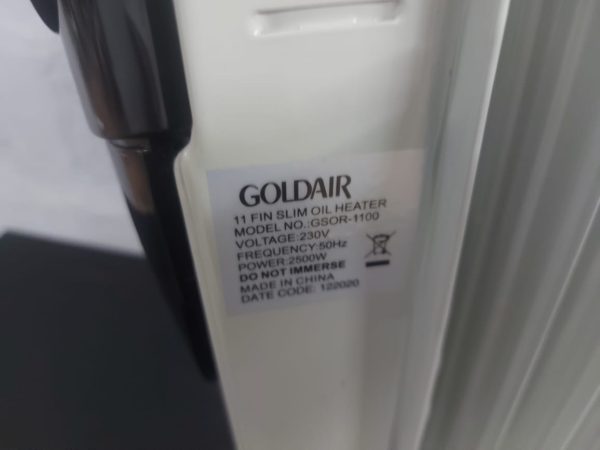 GOLDAIR
11 FIN SLIM OIL HEATER
MODEL NO.:GSOR-1100
VOLTAGE:230V
FREQUENCY:50Hz
POWER:2500W
DO NOT IMMERSE
MADE IN CHINA
DATE CODE: 122020